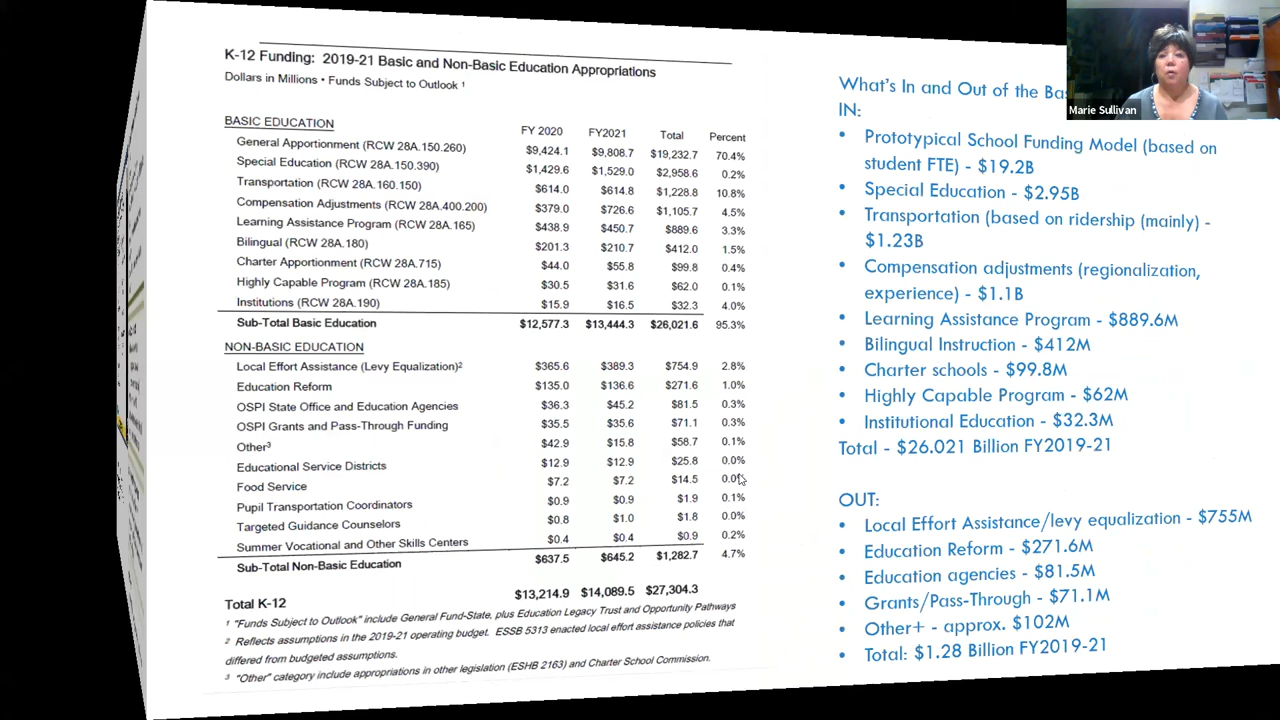 K-12 Funding: 2019-21 Basic and Non-Basic Education Appropriations
Dollars in Millions • Funds Subject to Outlook 1
BASIC EDUCATION FY 2020 FY2021 Total Percent
General Apportionment (RCW 28A.150.260) $9,424.1 $9,808.7 $19,232.7 70.4%
Special Education (RCW 28A.150.390) $1,429.6 $1,529.0 $2,958.6 0.2%
Transportation (RCW 28A.160.150) $614.0 $614.8 $1,228.8 10.8%
Compensation Adjustments (RCW 28A.400.200) $379.0 $726.6 $1,105.7 4.5%
Learning Assistance Program (RCW 28A.165) $438.9 $450.7 $889.6 3.3%
Bilingual (RCW 28A.180) $201.3 $210.7 $412.0 1.5%
Charter Apportionment (RCW 28A.715) $44.0 $55.8 $99.8 0.4%
Highly Capable Program (RCW 28A.185) $30.5 $31.6 $62.0 0.1%
Institutions (RCW 28A.190) $15.9 $16.5 $32.3 4.0%
Sub-Total Basic Education $12,577.3 $13,444.3 $26,021.6 95.3%
NON-BASIC EDUCATION
Local Effort Assistance (Levy Equalization)2 $365.6 $389.3 $754.9 2.8%
Education Reform $135.0 $136.6 $271.6 1.0%
OSPI State Office and Education Agencies $36.3 $45.2 $81.5 0.3%
OSPI Grants and Pass-Through Funding $35.5 $35.6 $71.1 0.3%
Other3 $42.9 $15.8 $58.7 0.1%
Educational Service Districts $12.9 $12.9 $25.8 0.0%
Food Service $7.2 $7.2 $14.5 0.0%
Pupil Transportation Coordinators $0.9 $0.9 $1.9 0.1%
Targeted Guidance Counselors $0.8 $1.0 $1.8 0.0%
Summer Vocational and Other Skills Centers $0.4 $0.4 $0.9 0.2%
Sub-Total Non-Basic Education $637.5 $645.2 $1,282.7 4.7%
Total K-12 $13,214.9 $14,089.5 $27,304.3
1 "Funds Subject to Outlook" include General Fund-State, plus Education Legacy Trust and Opportunity Pathways
2 Reflects assumptions in the 2019-21 operating budget. ESSB 5313 enacted local effort assistance policies that
differed from budgeted assumptions.
3 "Other" category include appropriations in other legislation (ESHB 2163) and Charter School Commission.
What's In and Out of the Ba
IN:
• Prototypical School Funding Model (based on
student FTE) - $19.2B
• Special Education - $2.95B
• Transportation (based on ridership (mainly) -
$1.23B
• Compensation adjustments (regionalization,
experience) - $1.1B
• Learning Assistance Program - $889.6M
• Bilingual Instruction - $412M
• Charter schools - $99.8M
• Highly Capable Program - $62M
• Institutional Education - $32.3M
Total - $26.021 Billion FY2019-21
OUT:
• Local Effort Assistance/levy equalization - $755M
• Education Reform - $271.6M
• Education agencies - $81.5M
• Grants/Pass-Through - $71.1M
• Other+ - approx. $102M
• Total: $1.28 Billion FY2019-21
Marie Sullivan